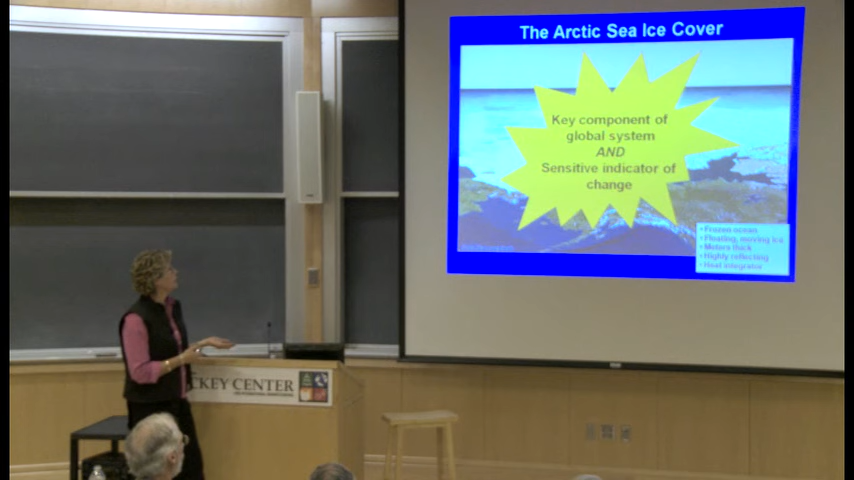 The Arctic Sea Ice Cover
Key component of
global system
AND
Sensitive indicator of
change
• Frozen ocean
• Floating, moving ice
• Meters thick
• Highly reflecting
• Heat integrator
CKEY CENTER